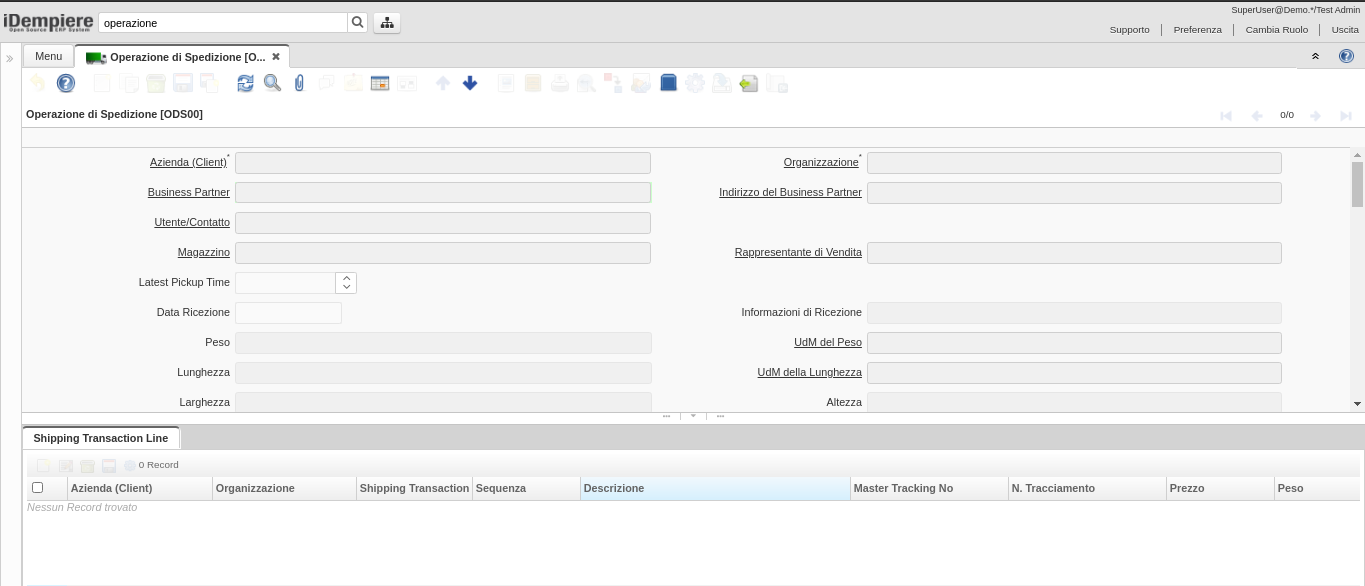 SuperUser@Demo.*/Test Admin
iDempiere
Open Source ERP System
operazione
Supporto
Preferenza
Cambia Ruolo
Uscita
Menu
Operazione di Spedizione [O...
Operazione di Spedizione [ODS00]
0/0
Azienda (Client)*
Organizzazione*
Business Partner
Indirizzo del Business Partner
Utente/Contatto
Magazzino
Rappresentante di Vendita
Latest Pickup Time
Data Ricezione
Informazioni di Ricezione
Peso
UdM del Peso
Lunghezza
UdM della Lunghezza
Larghezza
Altezza
Shipping Transaction Line
0 Record
Azienda (Client) Organizzazione Shipping Transaction Sequenza Descrizione Master Tracking No N. Tracciamento Prezzo Peso
Nessun Record trovato